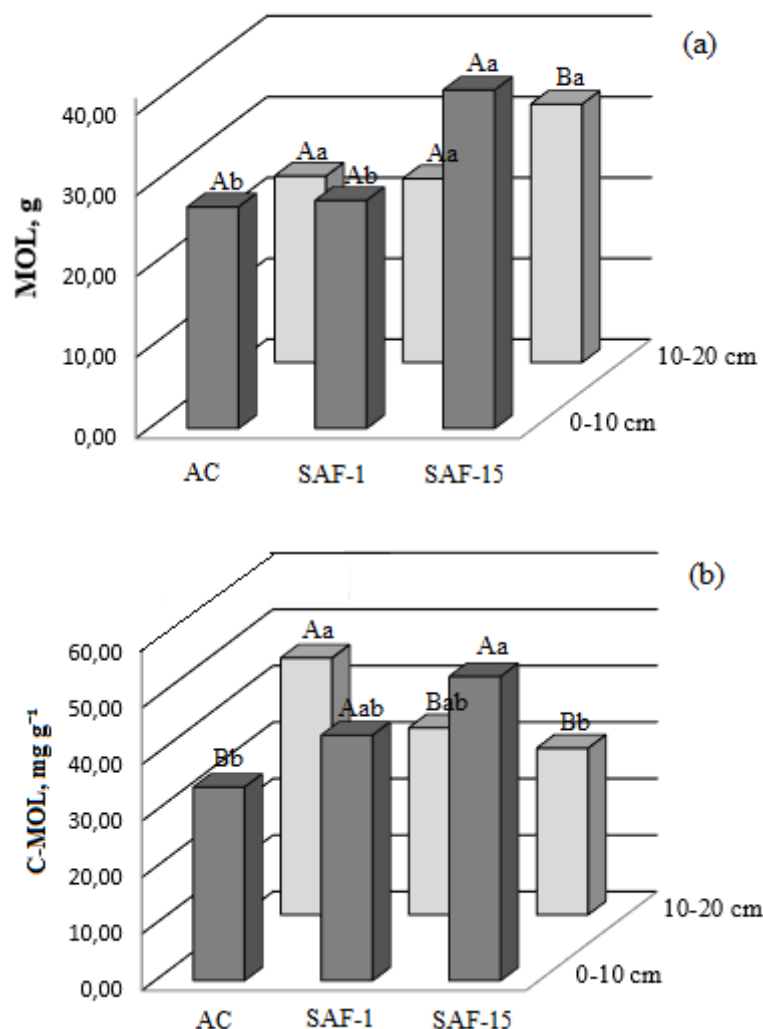 (a)
Aa
Ba
40,00
Aa
Aa
Ab
Ab
30,00
MOL, g
20,00
10,00
10-20 cm
0,00
0-10 cm
AC
SAF-1
SAF-15
(b)
60,00
Aa
Aa
50,00
Aab
Bab
Bb
40,00
Bb
C-MOL, mg g⁻¹
30,00
20,00
10,00
10-20 cm
0,00
0-10 cm
AC
SAF-1
SAF-15